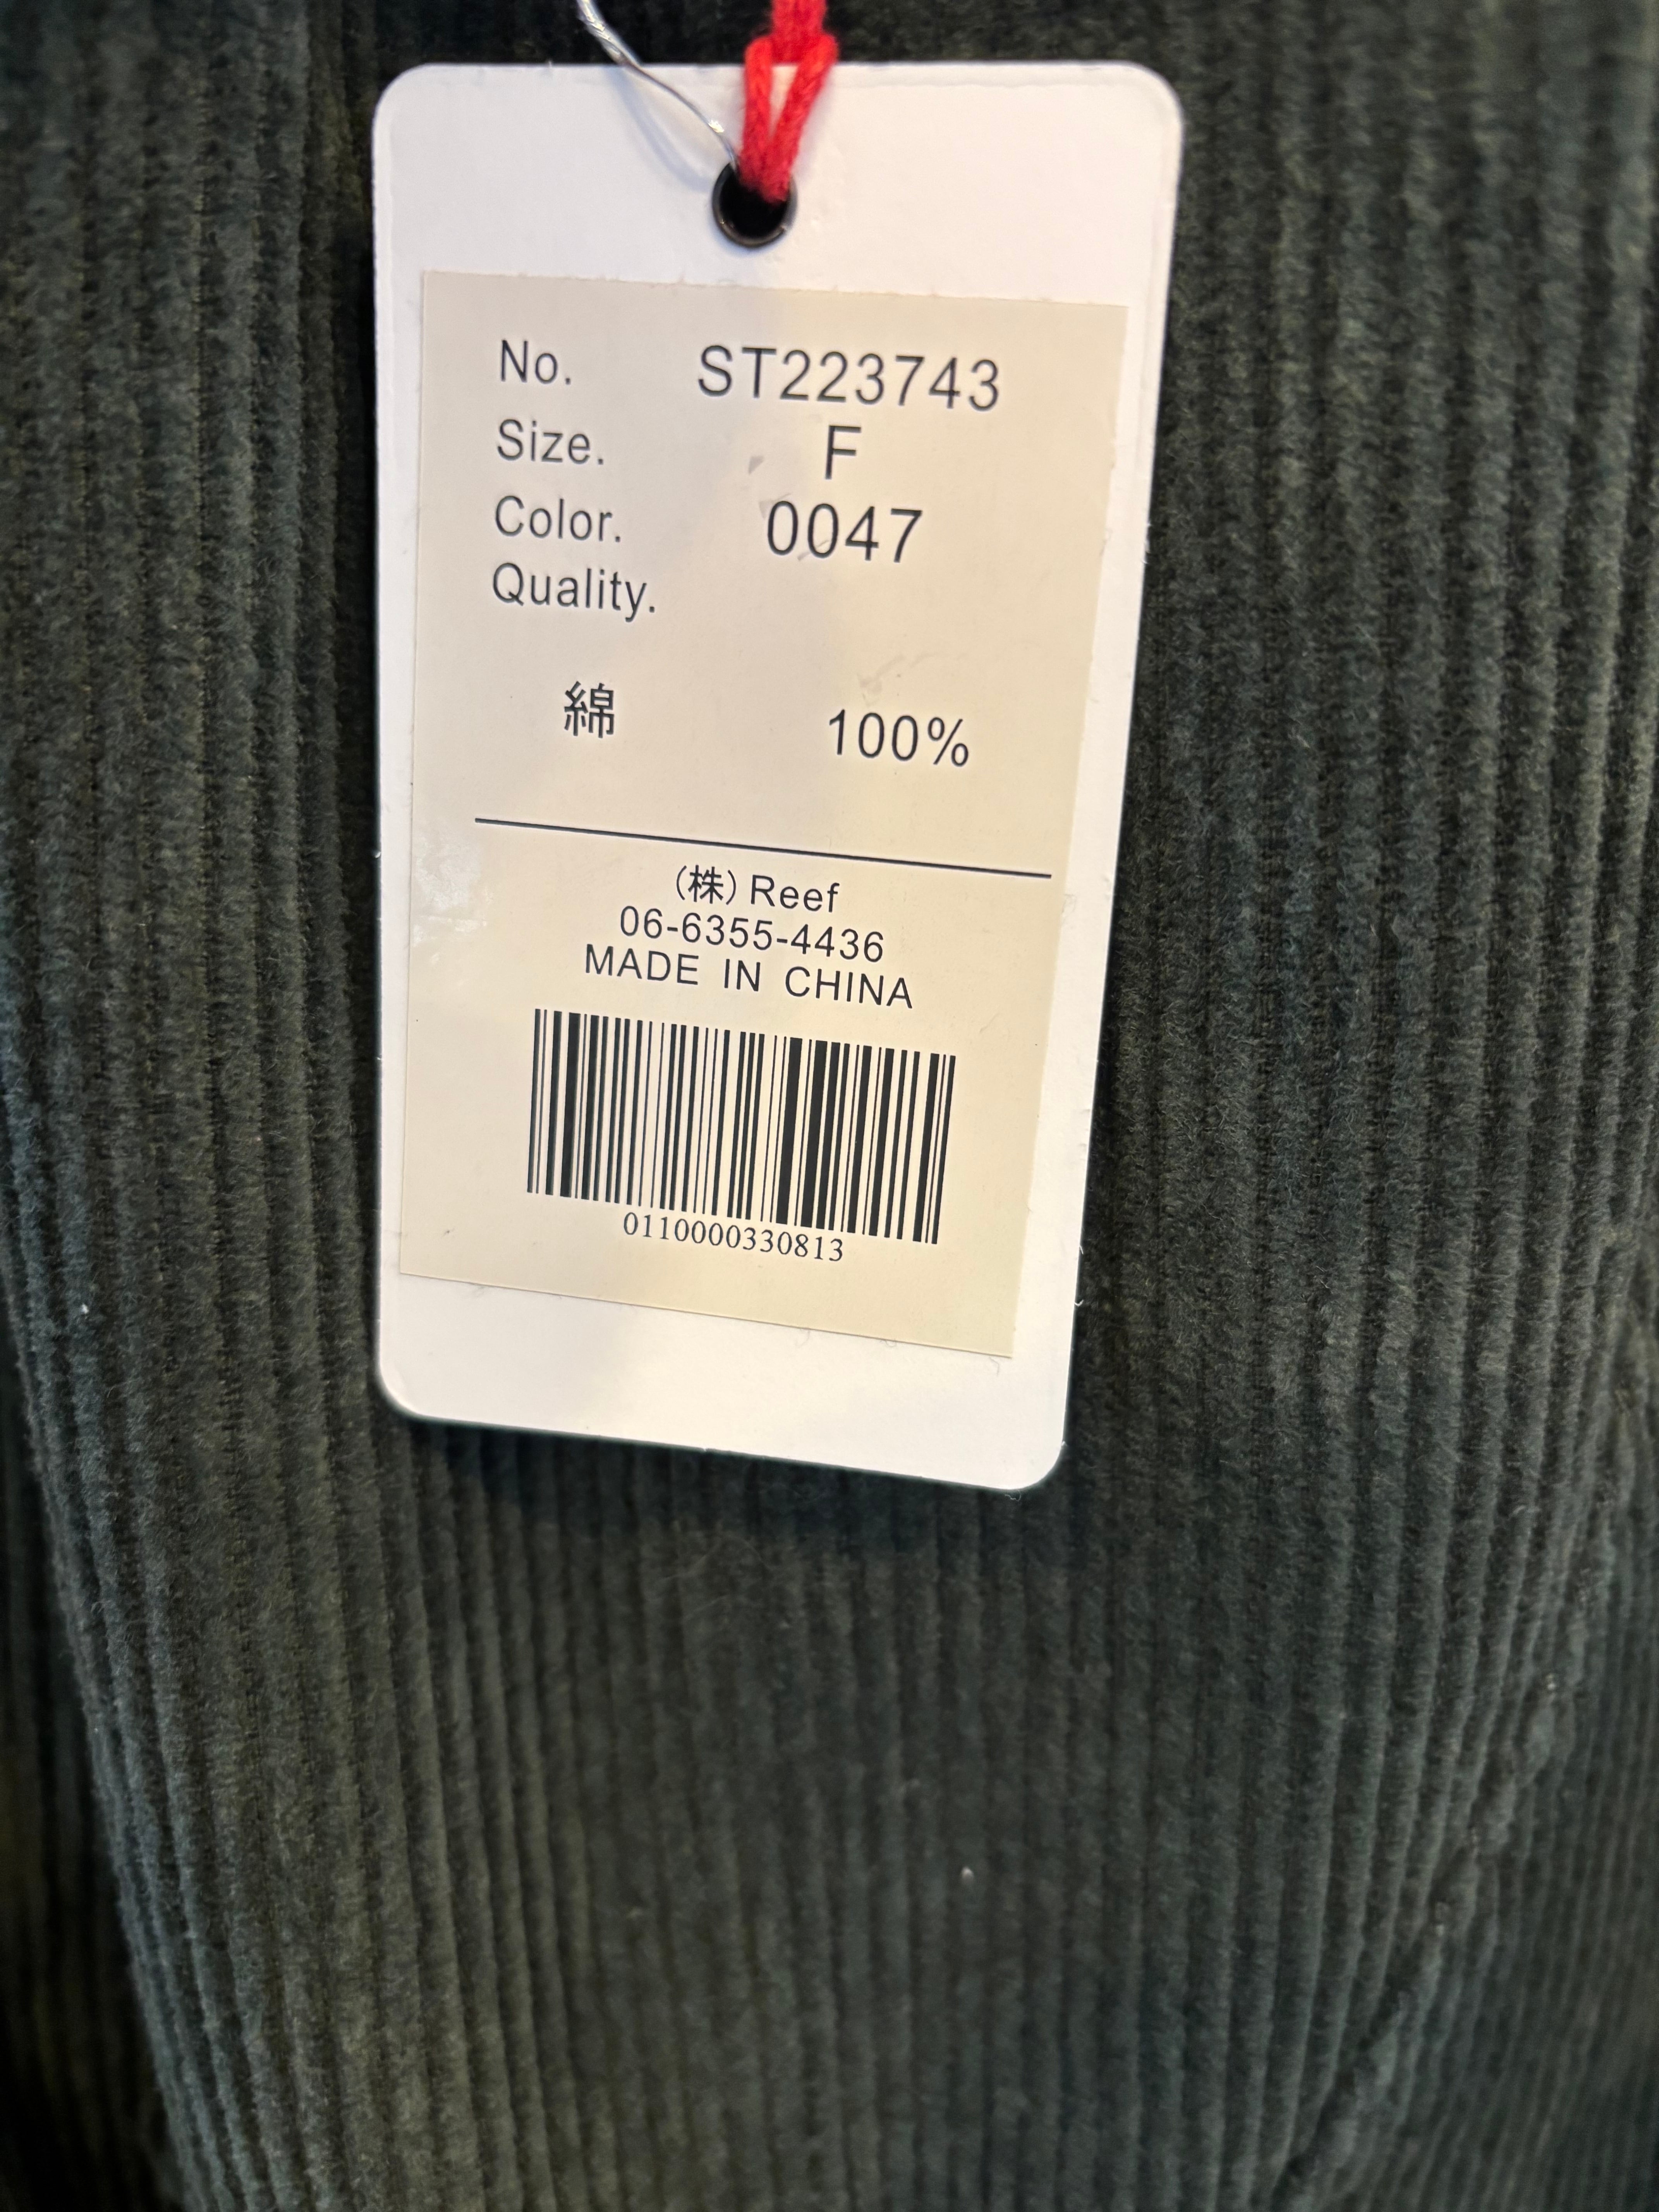 No. ST223743
Size. F
Color. 0047
Quality.
綿 100%
(株)Reef
06-6355-4436
MADE IN CHINA
0110000330813